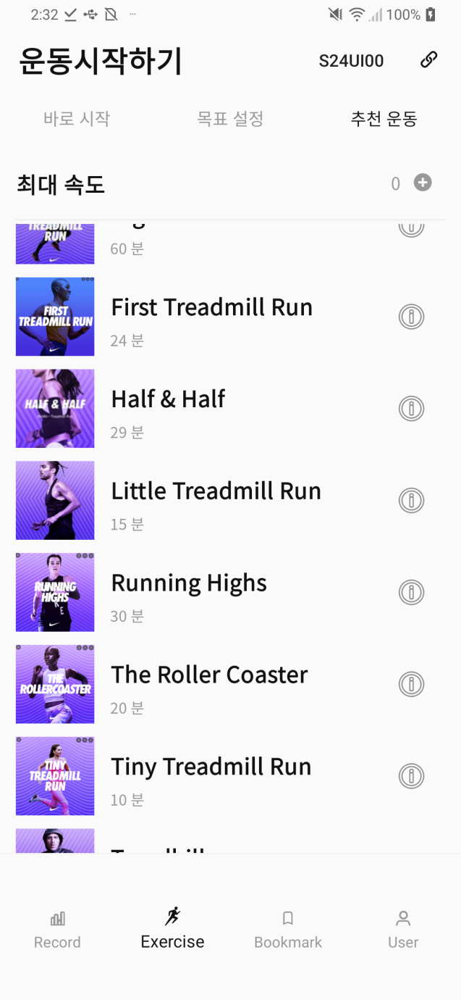 2:32
100%
운동시작하기
S24UI00
바로 시작
목표 설정
추천 운동
최대 속도
0
TREADMILL
RUN
60 분
FIRST
TREADMILL RUN
First Treadmill Run
24 분
HALF & HALF
Half & Half
29 분
Little Treadmill Run
15 분
RUNNING
HIGHS
Running Highs
30 분
THE
ROLLERCOASTER
The Roller Coaster
20 분
TINY
TREADMILL
RUN
Tiny Treadmill Run
10 분
Record
Exercise
Bookmark
User